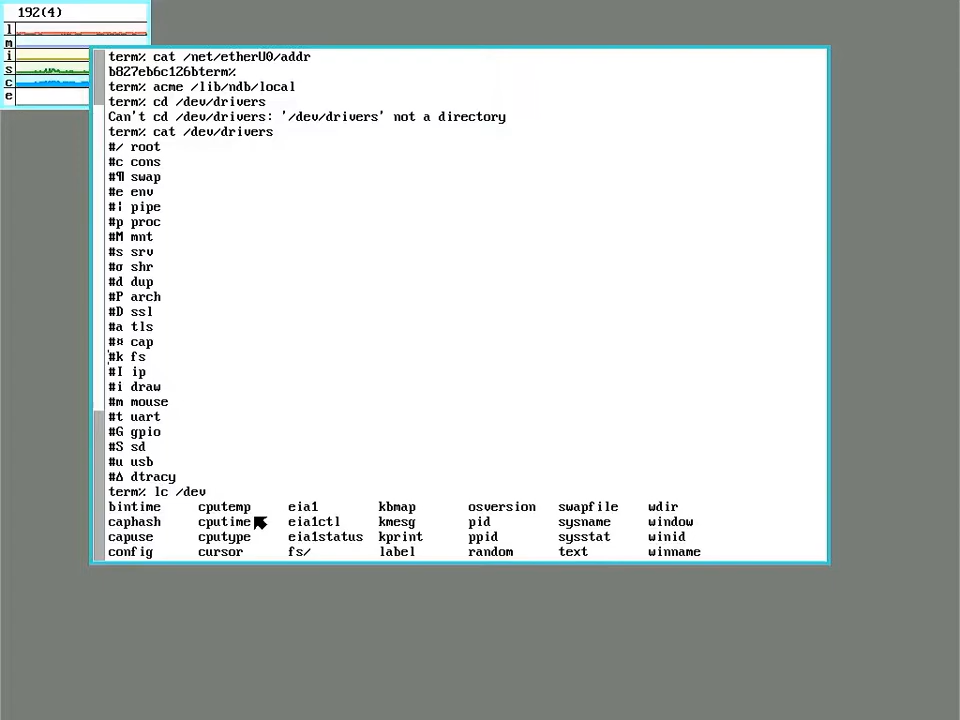 192(4)
l
m
i
s
c
e
term% cat /net/etherU0/addr
b827eb6c126bterm%
term% acme /lib/ndb/local
term% cd /dev/drivers
Can't cd /dev/drivers: '/dev/drivers' not a directory
term% cat /dev/drivers
#/ root
#c cons
#¶ swap
#e env
#¦ pipe
#p proc
#M mnt
#s srv
#σ shr
#d dup
#P arch
#D ssl
#a tls
#¤ cap
#k fs
#I ip
#i draw
#m mouse
#t uart
#G gpio
#S sd
#u usb
#Δ dtracy
term% lc /dev
bintime cputemp eia1 kbmap osversion swapfile wdir
caphash cputime eia1ctl kmesg pid sysname window
capuse cputype eia1status kprint ppid sysstat winid
config cursor fs/ label random text winname